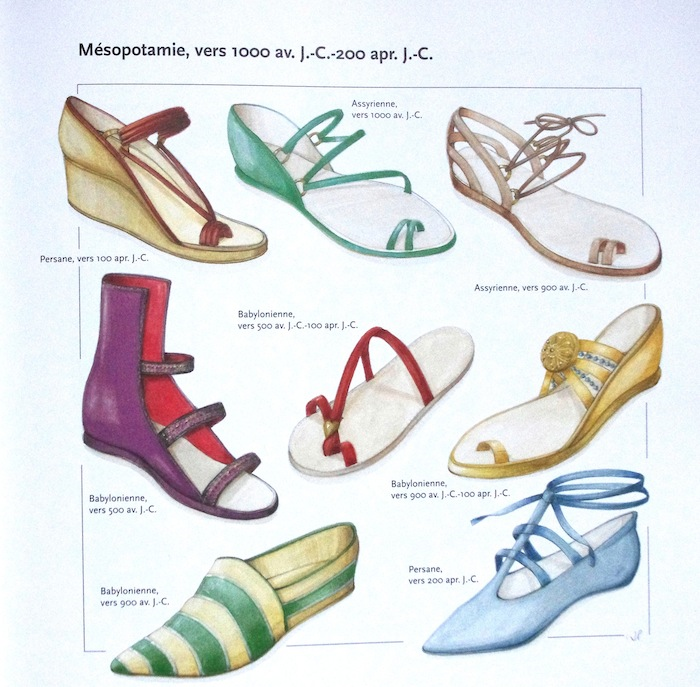 Mésopotamie, vers 1000 av. J.-C.-200 apr. J.-C.
Assyrienne,
vers 1000 av. J.-C.
Persane, vers 100 apr. J.-C.
Assyrienne, vers 900 av. J.-C.
Babylonienne,
vers 500 av. J.-C.-100 apr. J.-C.
Babylonienne,
vers 900 av. J.-C.-100 apr. J.-C.
Babylonienne,
vers 500 av. J.-C.
Persane,
vers 200 apr. J.-C.
Babylonienne,
vers 900 av. J.-C.